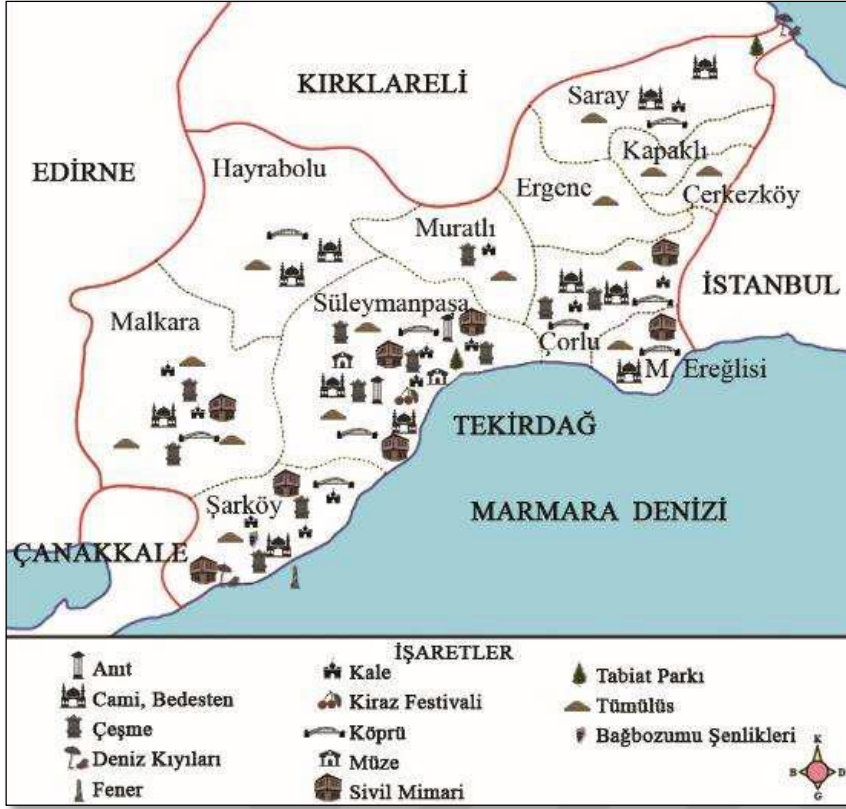 KIRKLARELİ
Saray
EDİRNE
Hayrabolu
Kapaklı
Ergene
Çerkezköy
Muratlı
İSTANBUL
Süleymanpaşa
Malkara
Çorlu
M. Ereğlisi
TEKİRDAĞ
Şarköy
MARMARA DENİZİ
ÇANAKKALE
İŞARETLER
Anıt
Cami, Bedesten
Çeşme
Deniz Kıyıları
Fener
Kale
Kiraz Festivali
Köprü
Müze
Sivil Mimari
Tabiat Parkı
Tümülüs
Bağbozumu Şenlikleri
K
B D
G